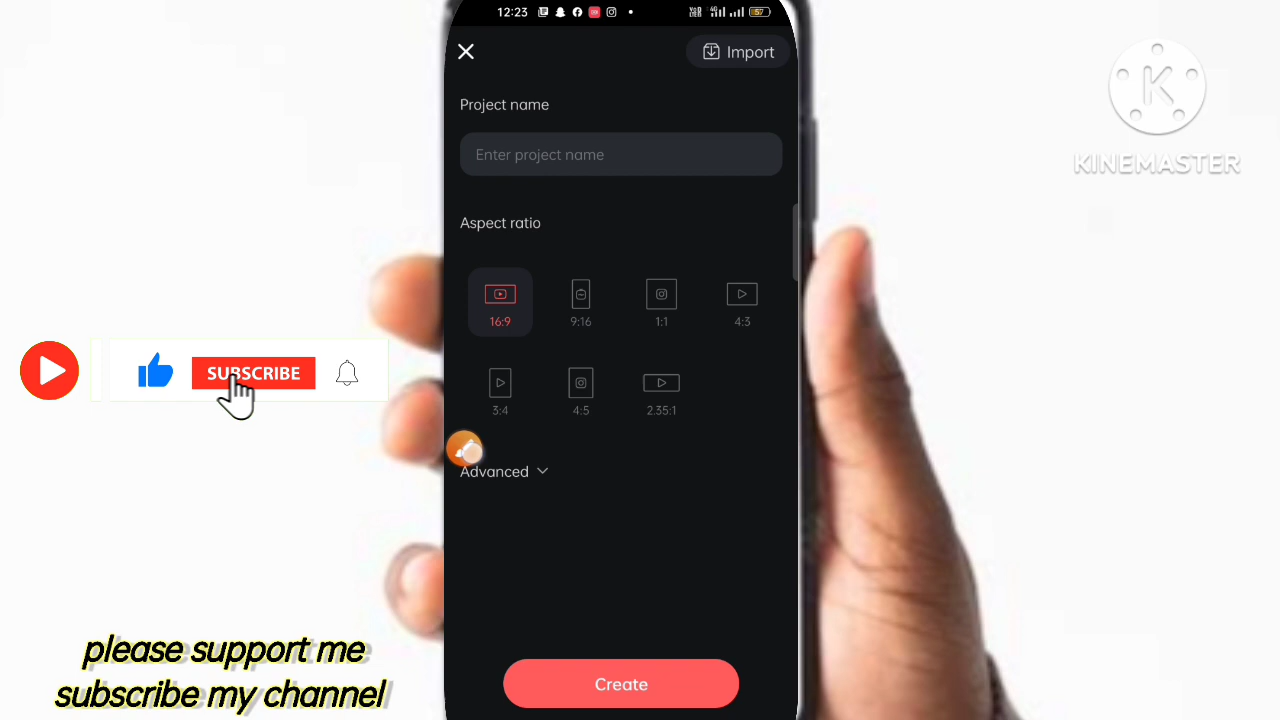 12:23
57
Import
Project name
Enter project name
Aspect ratio
16:9
9:16
1:1
4:3
3:4
4:5
2.35:1
Advanced
Create
K
KINEMASTER
SUBSCRIBE
please support me
subscribe my channel